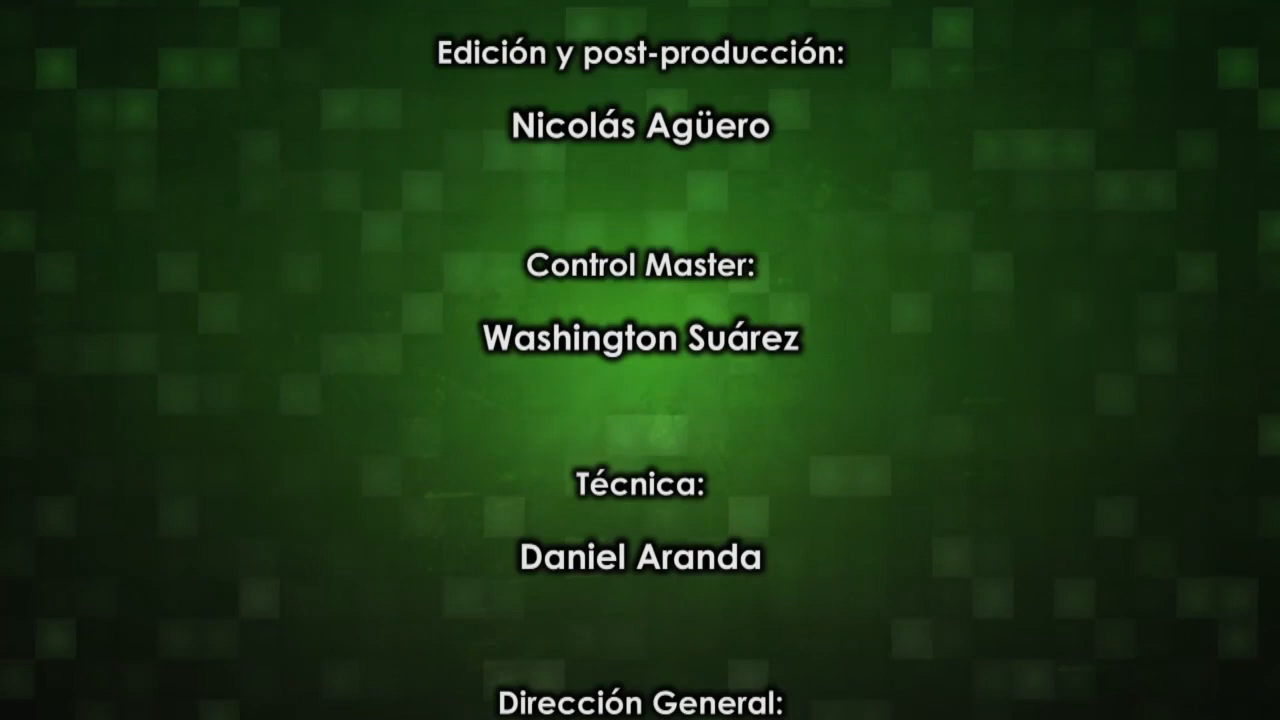 Edición y post-producción:
Nicolás Agüero
Control Master:
Washington Suárez
Técnica:
Daniel Aranda
Dirección General: